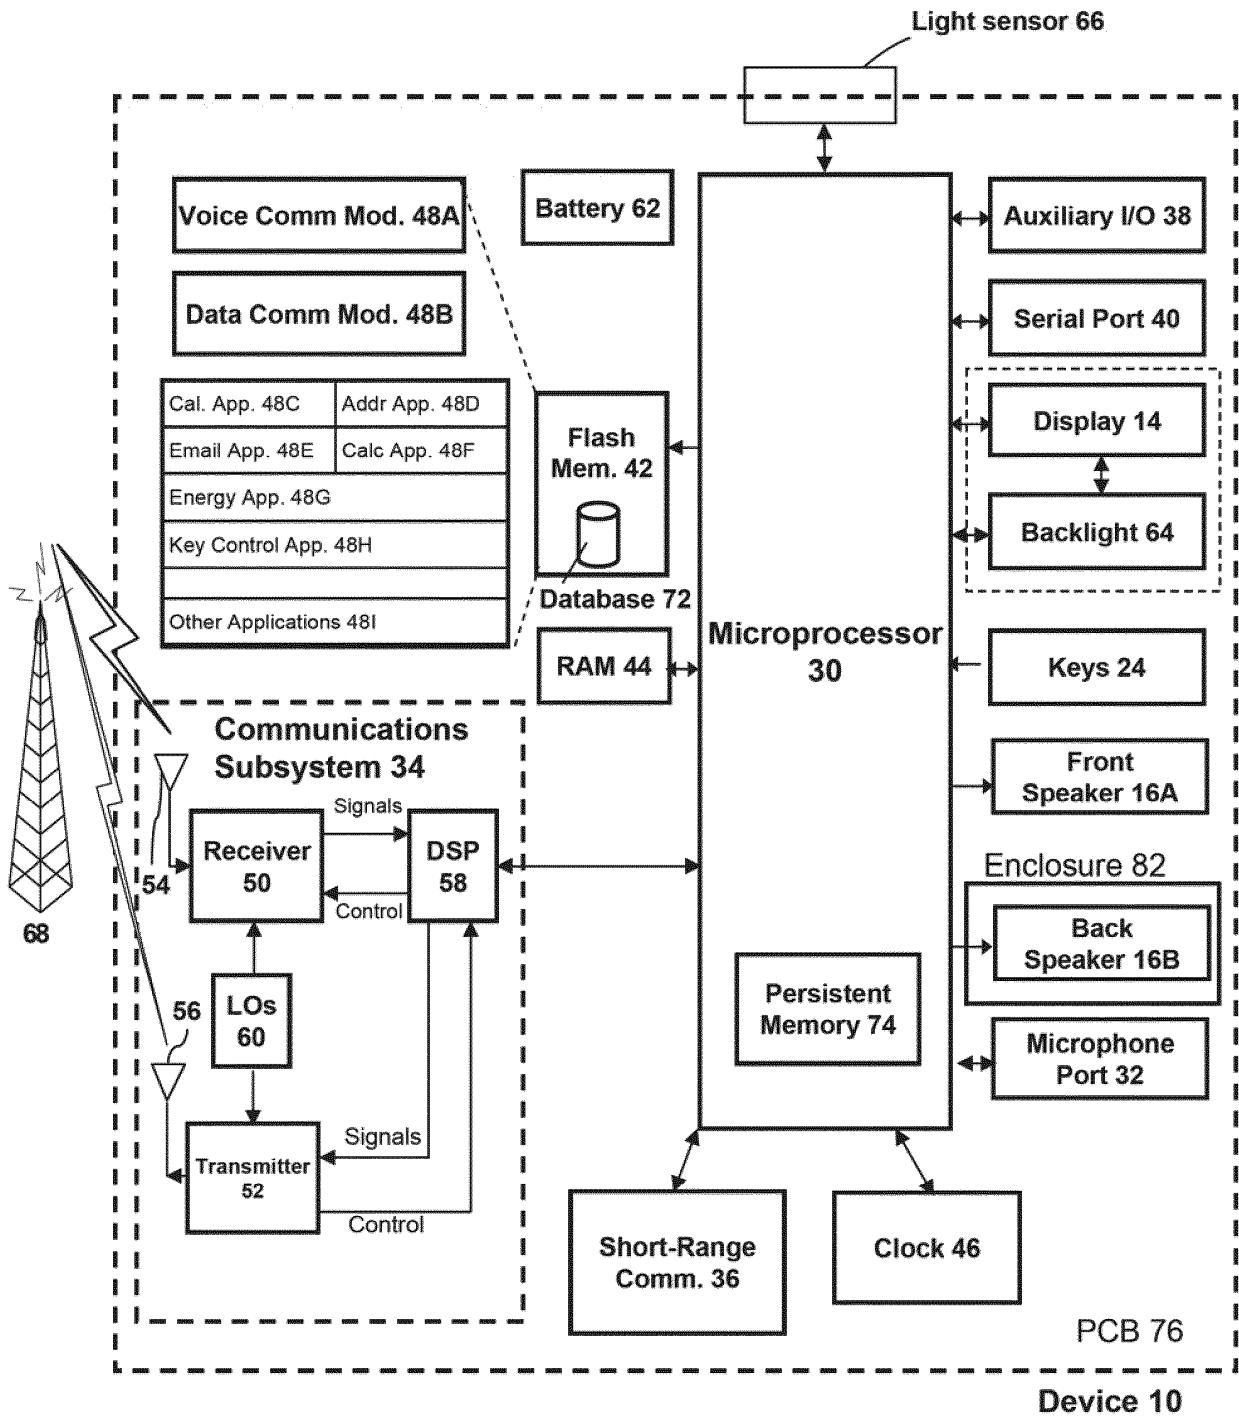 Light sensor 66
Voice Comm Mod. 48A
Battery 62
Auxiliary I/O 38
Data Comm Mod. 48B
Serial Port 40
Cal. App. 48C
Addr App. 48D
Email App. 48E
Calc App. 48F
Energy App. 48G
Key Control App. 48H
Other Applications 48I
Flash
Mem. 42
Database 72
RAM 44
Display 14
Backlight 64
Microprocessor
30
Keys 24
Communications
Subsystem 34
Front
Speaker 16A
Signals
Receiver
50
DSP
58
Control
54
68
Enclosure 82
Back
Speaker 16B
56
LOs
60
Persistent
Memory 74
Microphone
Port 32
Signals
Transmitter
52
Control
Short-Range
Comm. 36
Clock 46
PCB 76
Device 10